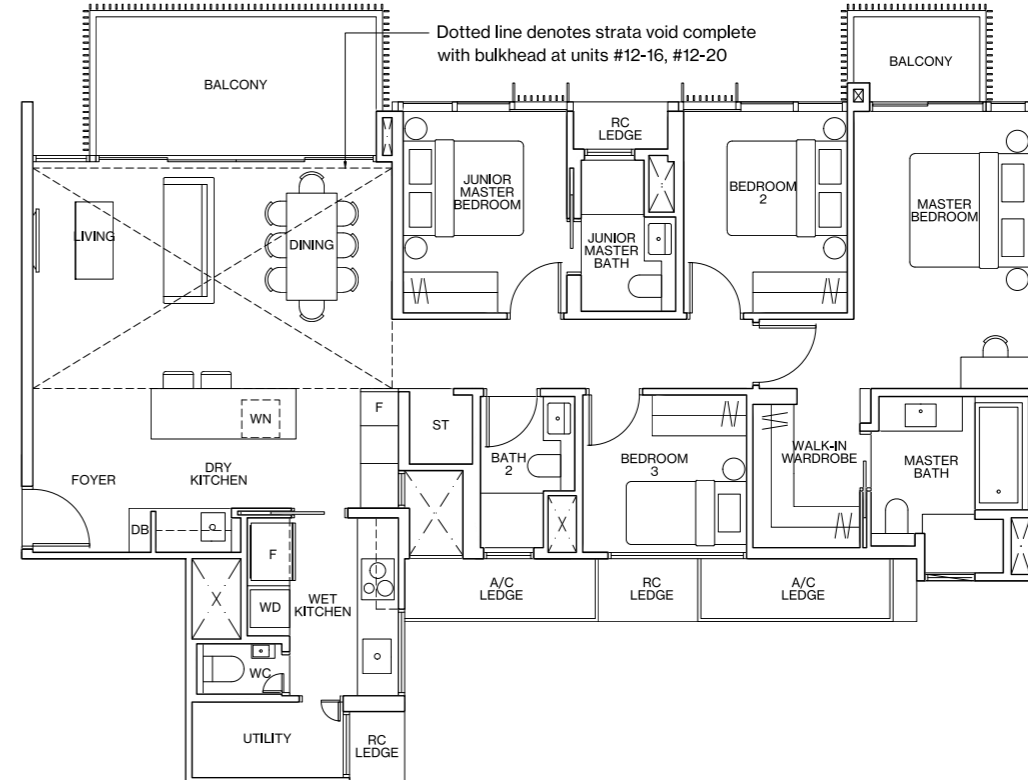 Dotted line denotes strata void complete
with bulkhead at units #12-16, #12-20
BALCONY
BALCONY
RC
LEDGE
JUNIOR
MASTER
BEDROOM
BEDROOM
2
MASTER
BEDROOM
LIVING
DINING
JUNIOR
MASTER
BATH
WN
F
ST
BATH
2
BEDROOM
3
WALK-IN
WARDROBE
MASTER
BATH
FOYER
DRY
KITCHEN
DB
F
WD
WET
KITCHEN
A/C
LEDGE
RC
LEDGE
A/C
LEDGE
WC
UTILITY
RC
LEDGE